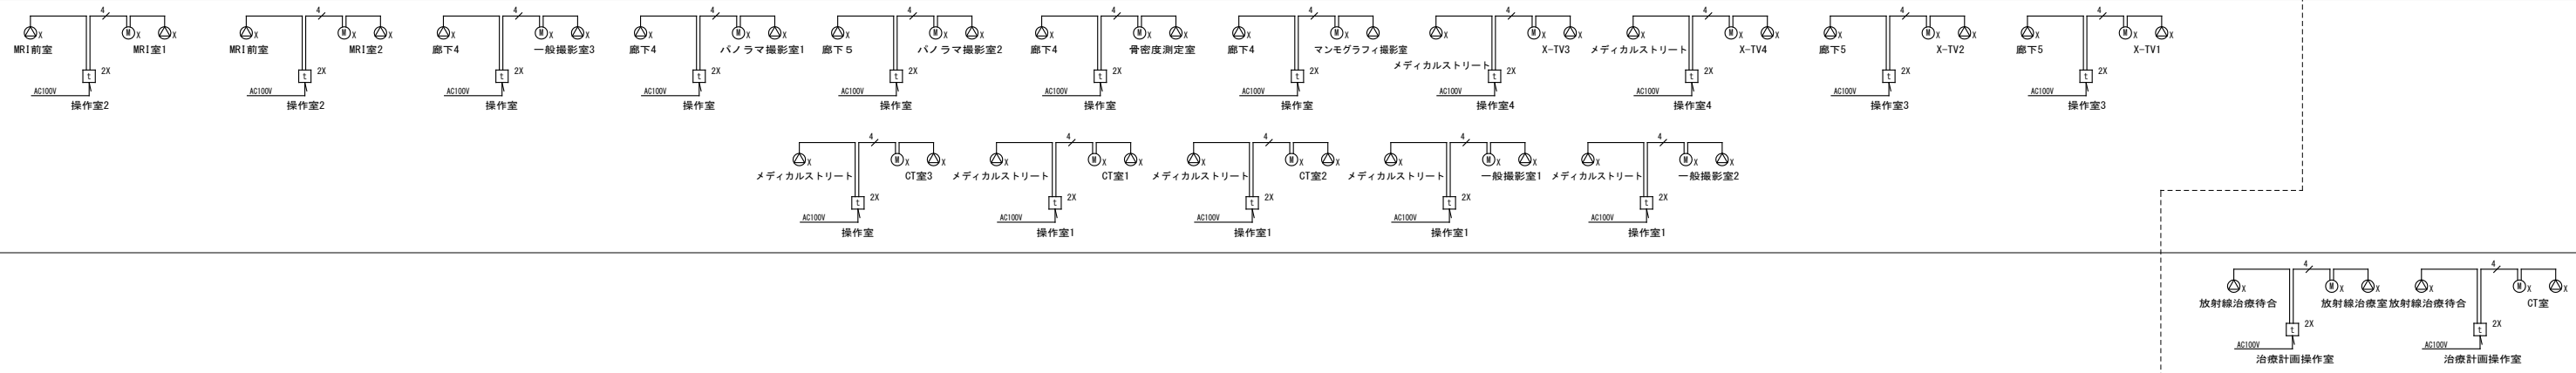 4 4 4 4 4 4 4 4 4 4 4
X M X X X M X X X M X X X M X X X M X X X M X X X M X M X X X M X X X M X X X M X X
MRI前室 MRI室1 MRI前室 MRI室2 廊下4 一般撮影室3 廊下4 パノラマ撮影室1 廊下5 パノラマ撮影室2 廊下4 骨密度測定室 廊下4 マンモグラフィ撮影室 X-TV3 メディカルストリート X-TV4 廊下5 X-TV2 廊下5 X-TV1
メディカルストリート
t 2X t 2X t 2X t 2X t 2X t 2X t 2X t 2X t 2X t 2X t 2X
AC100V AC100V AC100V AC100V AC100V AC100V AC100V AC100V AC100V AC100V AC100V
操作室2 操作室2 操作室 操作室 操作室 操作室 操作室 操作室4 操作室4 操作室3 操作室3
4 4 4 4 4
X M X X X M X X X M X X X M X X X M X X
メディカルストリート CT室3 メディカルストリート CT室1 メディカルストリート CT室2 メディカルストリート 一般撮影室1 メディカルストリート 一般撮影室2
t 2X t 2X t 2X t 2X t 2X
AC100V AC100V AC100V AC100V AC100V
操作室 操作室1 操作室1 操作室1 操作室1
4 4
X M X X X M X X
放射線治療待合 放射線治療室 放射線治療待合 CT室
t 2X t 2X
AC100V AC100V
治療計画操作室 治療計画操作室